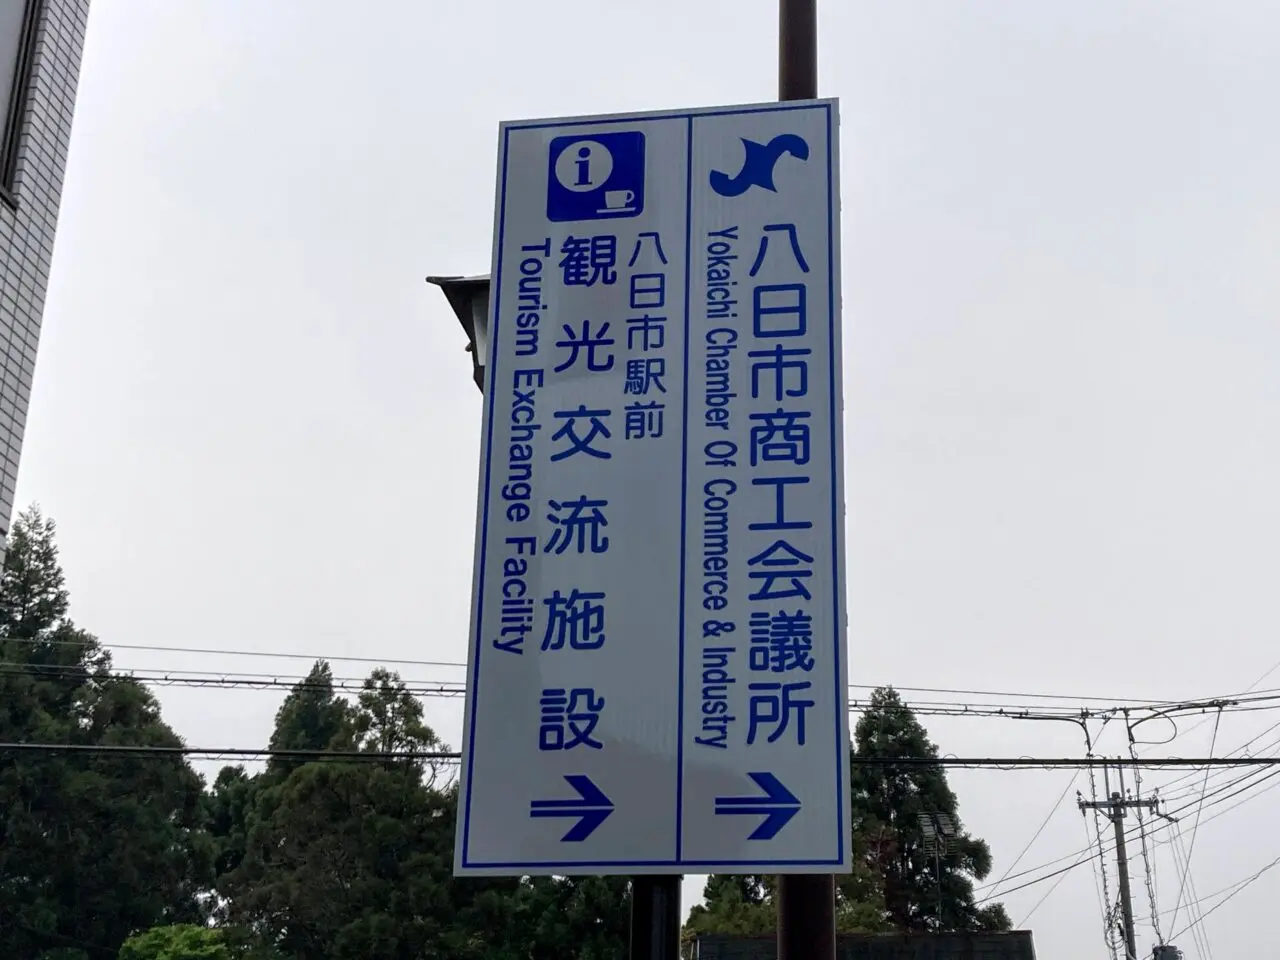 八日市商工会議所
Yokaichi Chamber Of Commerce & Industry
i
八日市駅前
観光交流施設
Tourism Exchange Facility